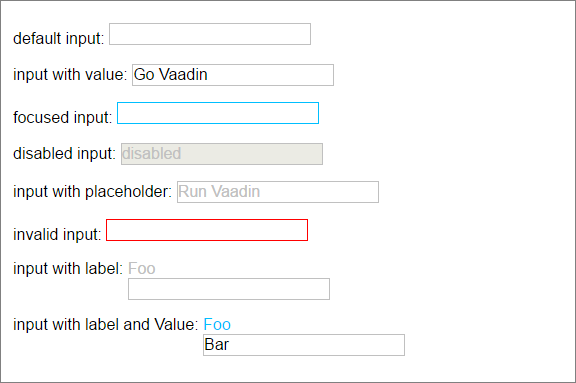 default input:
input with value: Go Vaadin
focused input:
disabled input: disabled
input with placeholder: Run Vaadin
invalid input:
input with label: Foo
input with label and Value: Foo
Bar